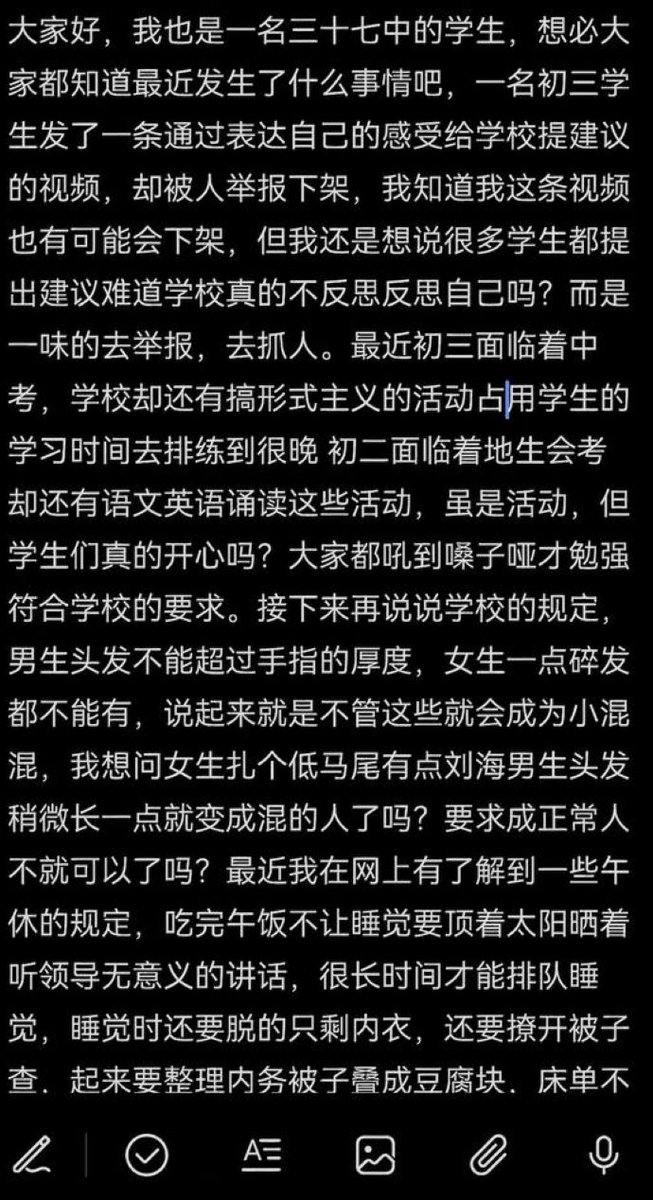 大家好，我也是一名三十七中的学生，想必大
家都知道最近发生了什么事情吧，一名初三学
生发了一条通过表达自己的感受给学校提建议
的视频，却被人举报下架，我知道我这条视频
也有可能会下架，但我还是想说很多学生都提
出建议难道学校真的不反思反思自己吗？而是
一味的去举报，去抓人。最近初三面临着中
考，学校却还有搞形式主义的活动占用学生的
学习时间去排练到很晚 初二面临着地生会考
却还有语文英语诵读这些活动，虽是活动，但
学生们真的开心吗？大家都吼到嗓子哑才勉强
符合学校的要求。接下来再说说学校的规定，
男生头发不能超过手指的厚度，女生一点碎发
都不能有，说起来就是不管这些就会成为小混
混，我想问女生扎个低马尾有点刘海男生头发
稍微长一点就变成混的人了吗？要求成正常人
不就可以了吗？最近我在网上有了解到一些午
休的规定，吃完午饭不让睡觉要顶着太阳晒着
听领导无意义的讲话，很长时间才能排队睡
觉，睡觉时还要脱的只剩内衣，还要撩开被子
查．起来要整理内务被子叠成豆腐块．床单不
A